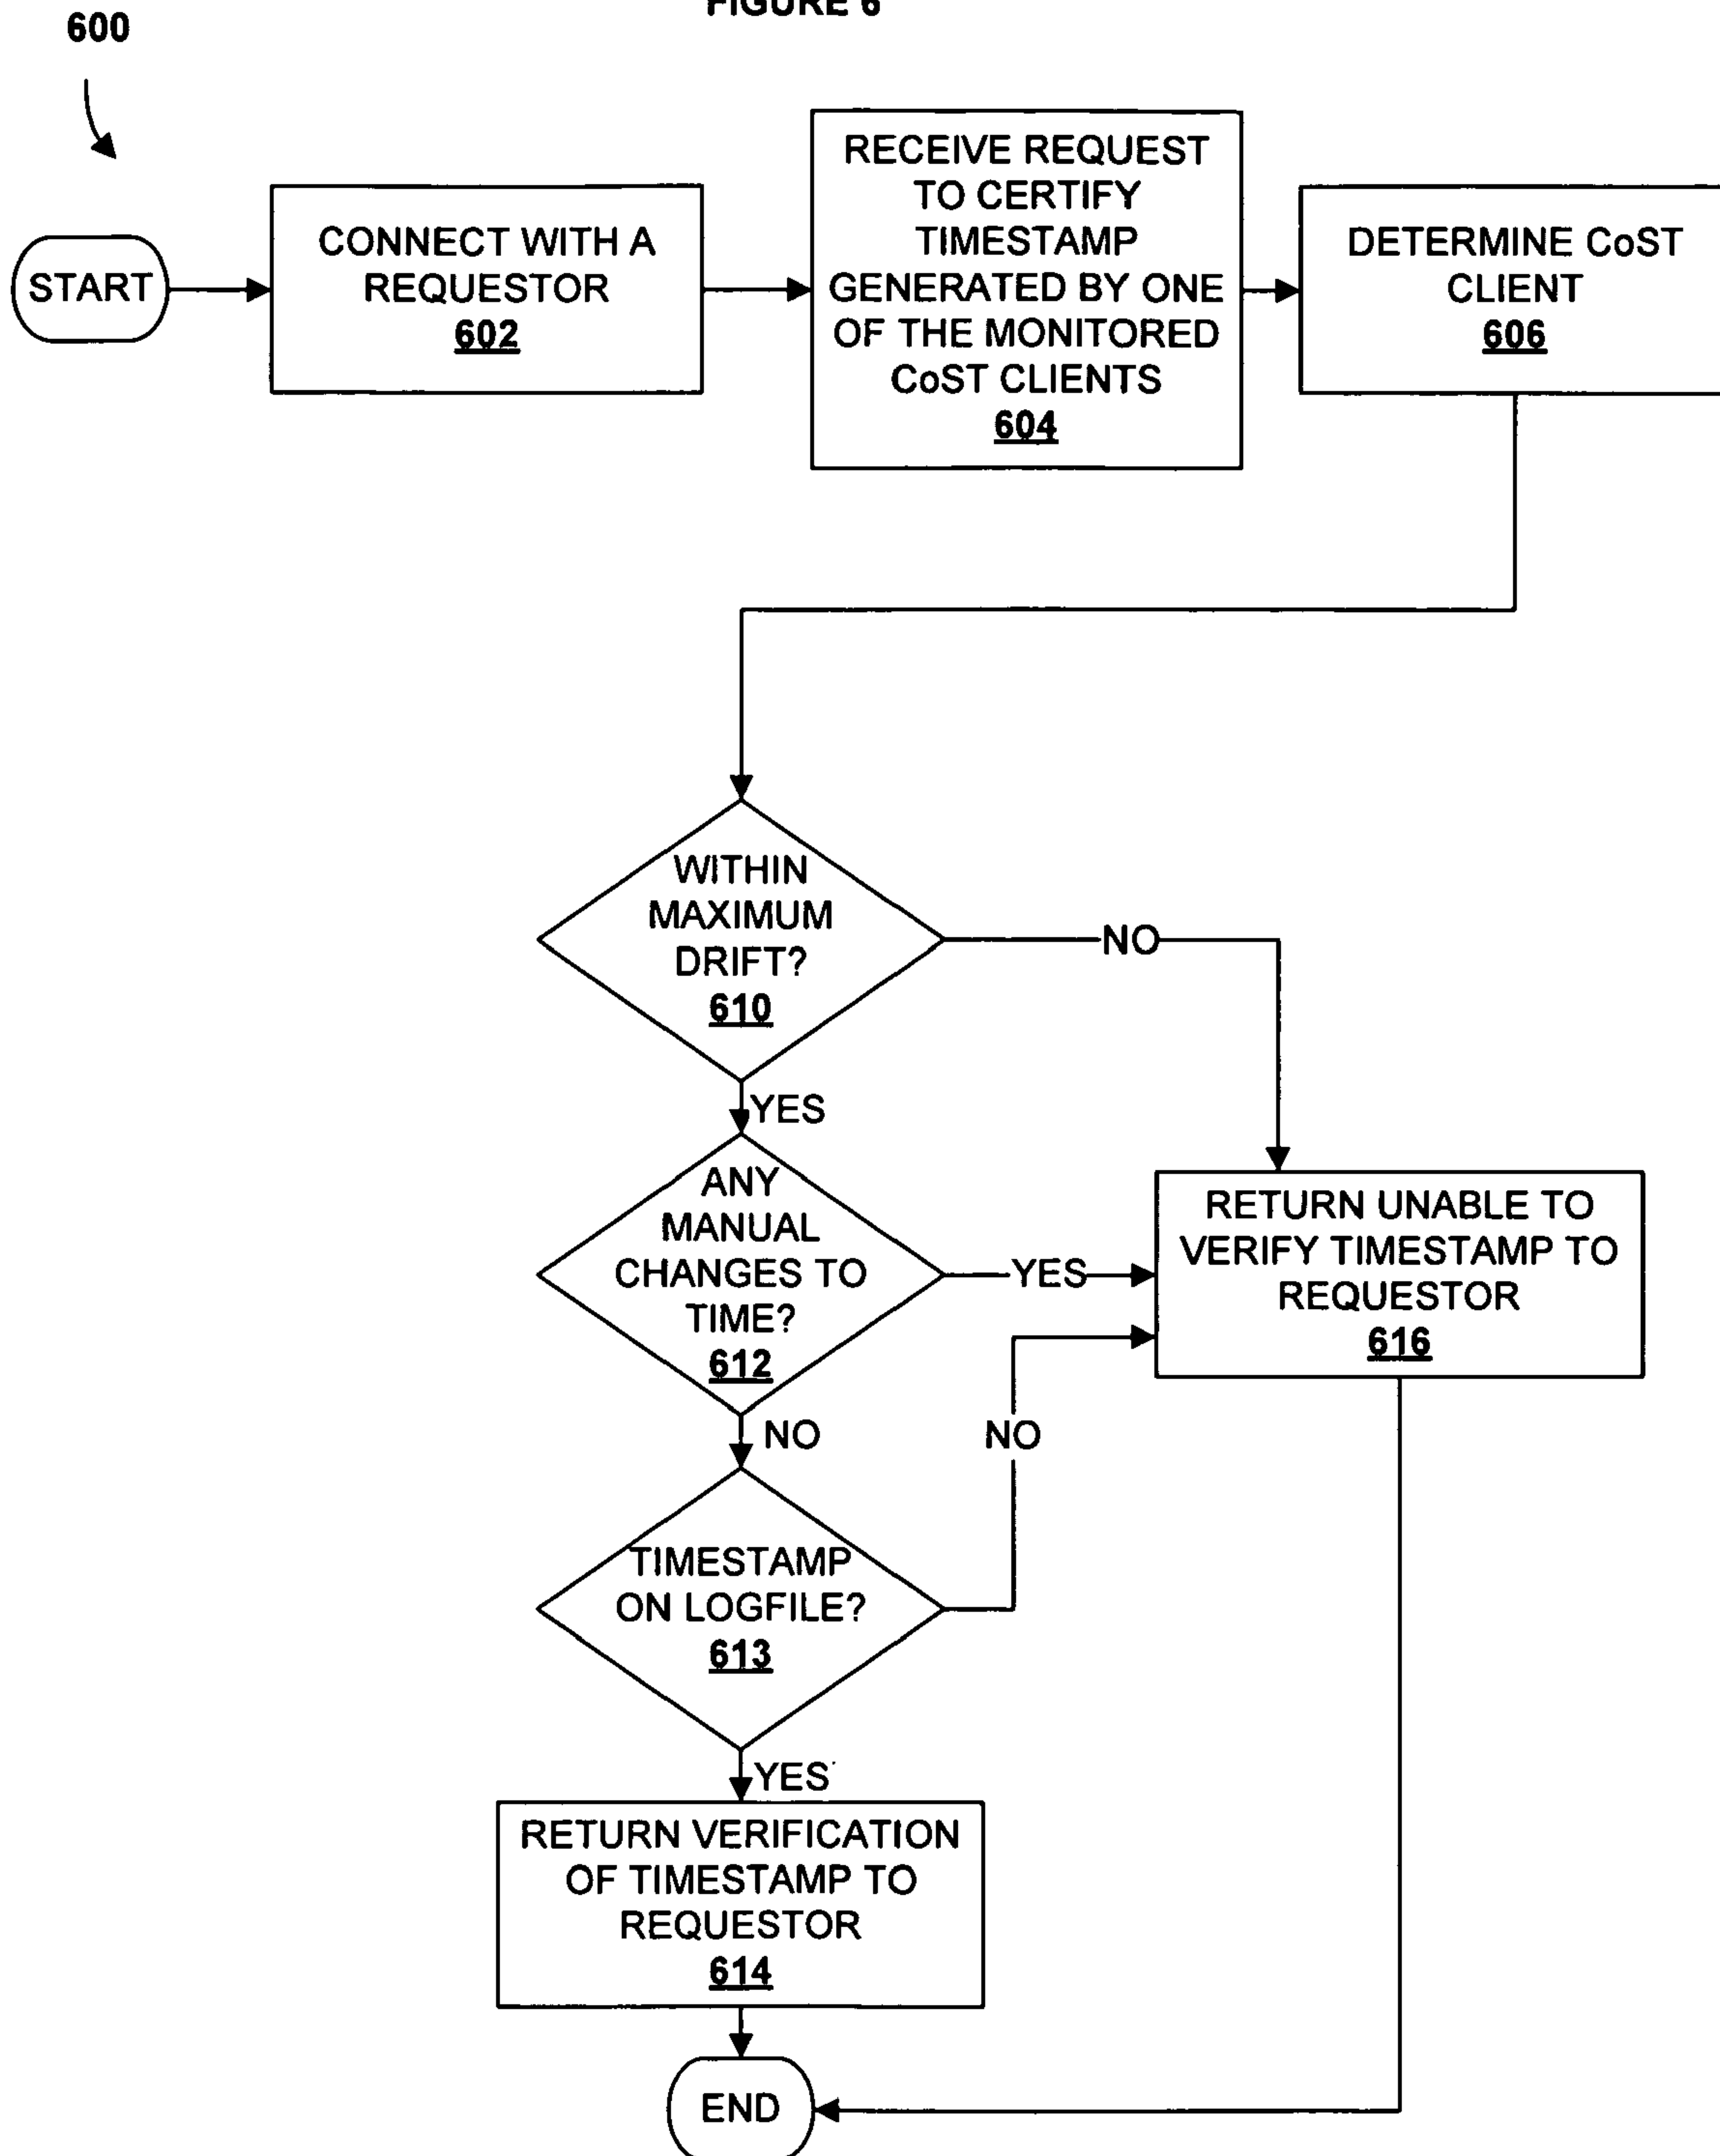 FIGURE 6
600
START
CONNECT WITH A
REQUESTOR
602
RECEIVE REQUEST
TO CERTIFY
TIMESTAMP
GENERATED BY ONE
OF THE MONITORED
CoST CLIENTS
604
DETERMINE CoST
CLIENT
606
WITHIN
MAXIMUM
DRIFT?
610
NO
YES
ANY
MANUAL
CHANGES TO
TIME?
612
YES
RETURN UNABLE TO
VERIFY TIMESTAMP TO
REQUESTOR
616
NO
NO
TIMESTAMP
ON LOGFILE?
613
YES
RETURN VERIFICATION
OF TIMESTAMP TO
REQUESTOR
614
END